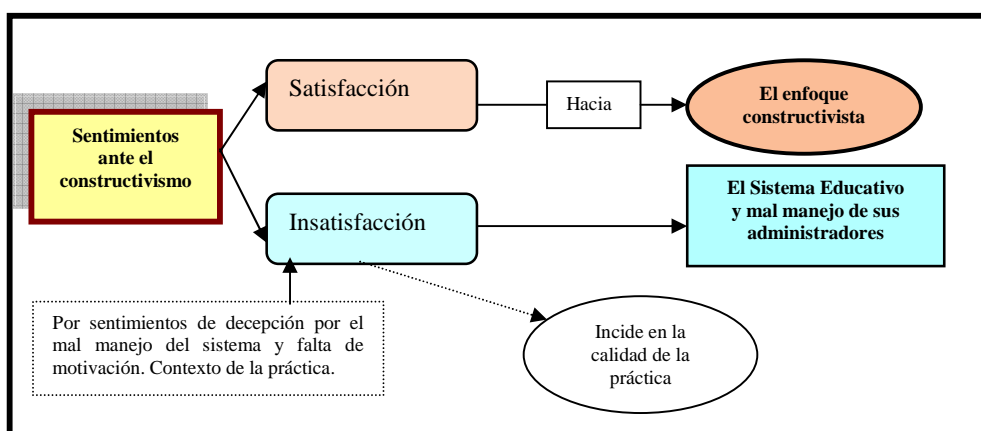 Satisfacción
Hacia
El enfoque
constructivista
Sentimientos
ante el
constructivismo
Insatisfacción
El Sistema Educativo
y mal manejo de sus
administradores
Por sentimientos de decepción por el
mal manejo del sistema y falta de
motivación. Contexto de la práctica.
Incide en la
calidad de la
práctica